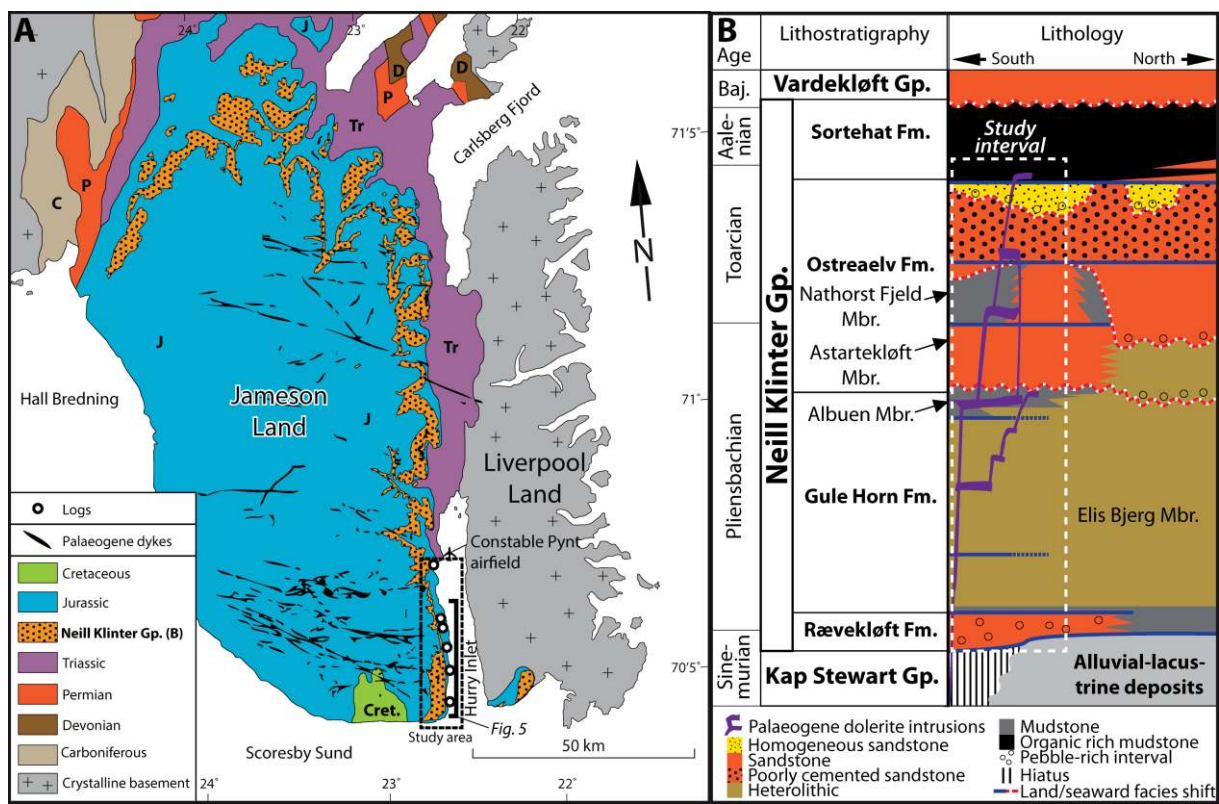 A
24°
23°
22°
J
D
D
P
Tr
Carlsberg Fjord
P
C
71°5'
N
J
Tr
Hall Bredning
Jameson
Land
J
71°
Liverpool
Land
Constable Pynt
airfield
Logs
Palaeogene dykes
Cretaceous
Jurassic
Neill Klinter Gp. (B)
Triassic
Permian
Devonian
Carboniferous
Crystalline basement
Hurry Inlet
70°5'
Cret.
Fig. 5
Study area
Scoresby Sund
50 km
24°
23°
22°
B
Age
Lithostratigraphy
Lithology
South
North
Baj.
Vardekløft Gp.
Aale-
nian
Sortehat Fm.
Study
interval
Toarcian
Neill Klinter Gp.
Ostreaelv Fm.
Nathorst Fjeld
Mbr.
Astartekløft
Mbr.
Pliensbachian
Albuen Mbr.
Gule Horn Fm.
Elis Bjerg Mbr.
Sine-
murian
Rævekløft Fm.
Kap Stewart Gp.
Alluvial-lacus-
trine deposits
Palaeogene dolerite intrusions
Homogeneous sandstone
Sandstone
Poorly cemented sandstone
Heterolithic
Mudstone
Organic rich mudstone
Pebble-rich interval
Hiatus
Land/seaward facies shift